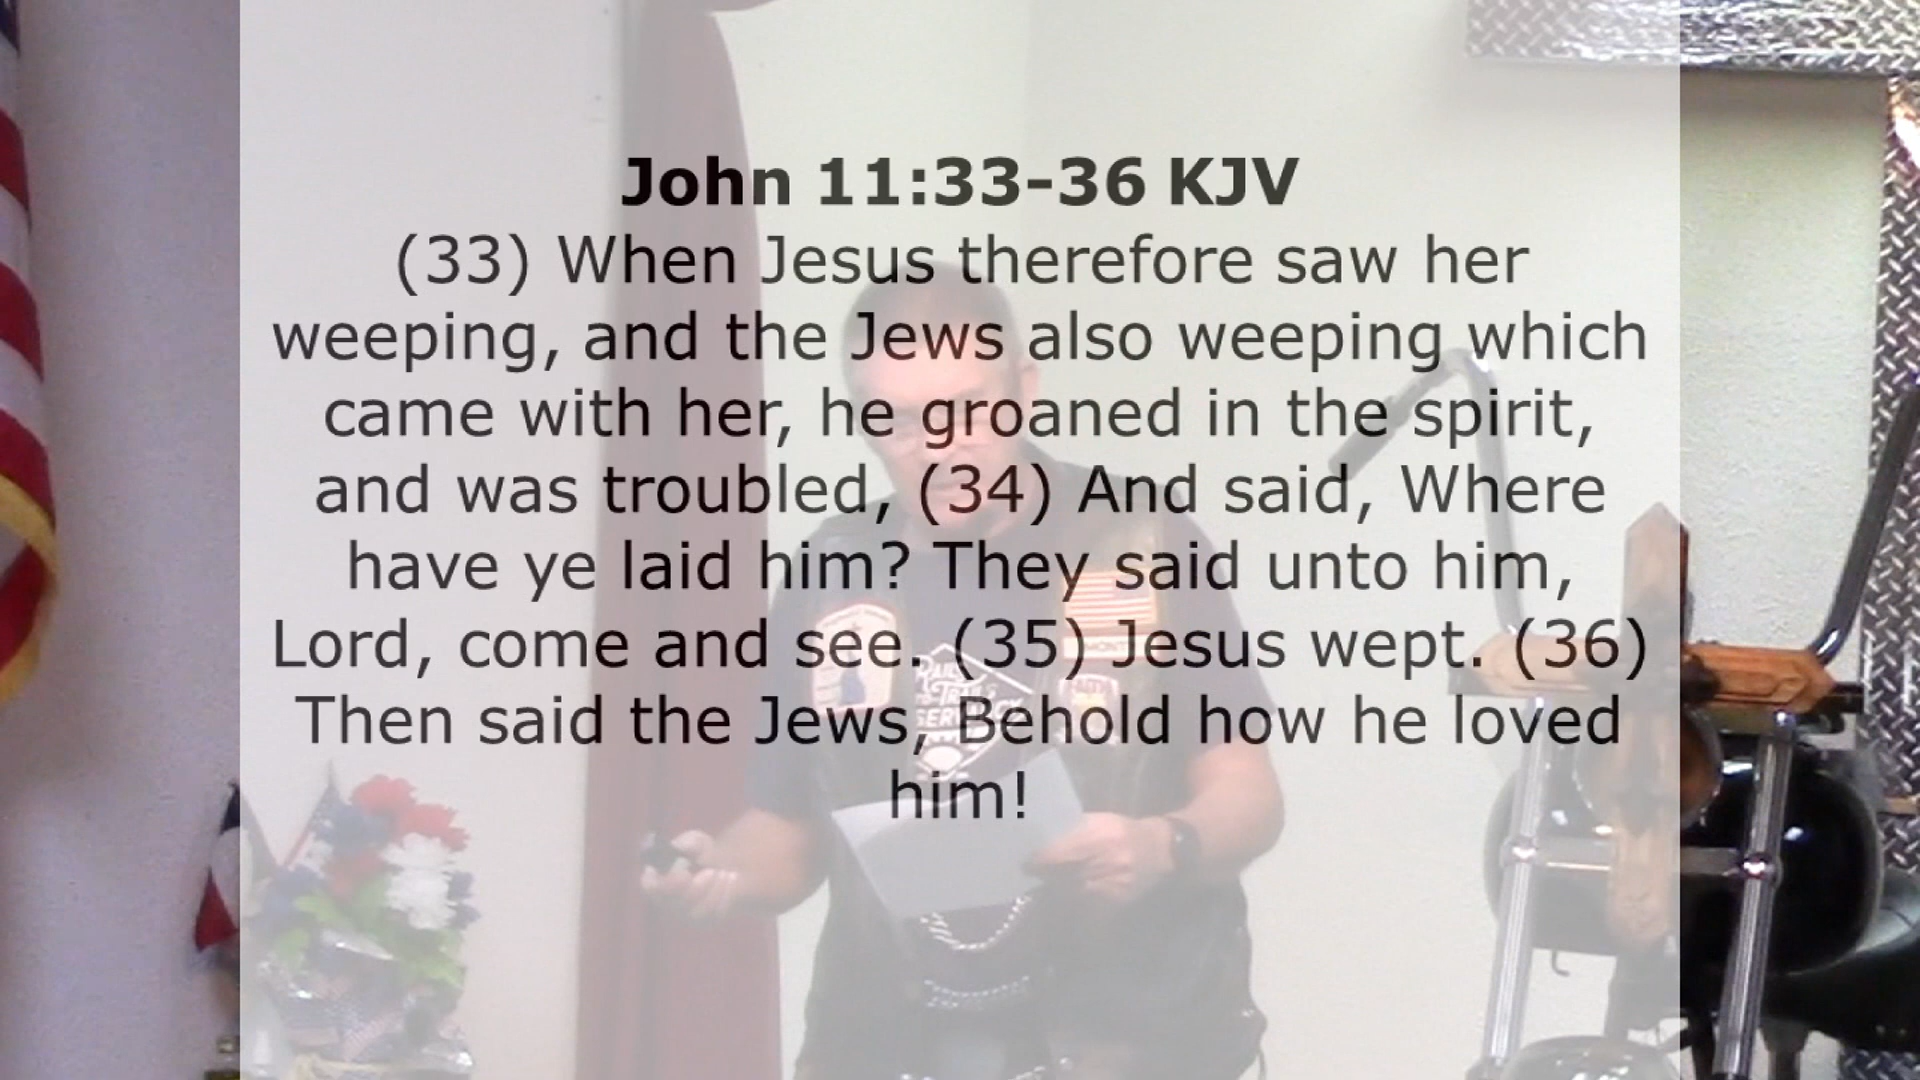 John 11:33-36 KJV
(33) When Jesus therefore saw her
weeping, and the Jews also weeping which
came with her, he groaned in the spirit,
and was troubled, (34) And said, Where
have ye laid him? They said unto him,
Lord, come and see. (35) Jesus wept. (36)
Then said the Jews, Behold how he loved
him!